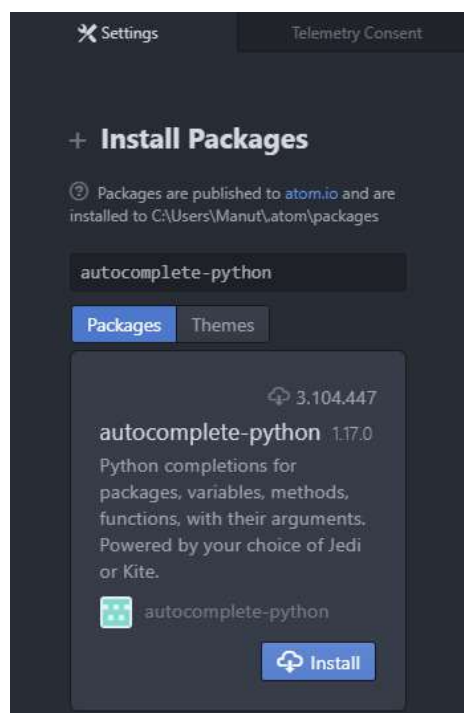 Settings
Telemetry Consent
+ Install Packages
Packages are published to atom.io and are
installed to C:\Users\Manut\.atom\packages
autocomplete-python
Packages Themes
3.104.447
autocomplete-python 1.17.0
Python completions for
packages, variables, methods,
functions, with their arguments.
Powered by your choice of Jedi
or Kite.
autocomplete-python
Install